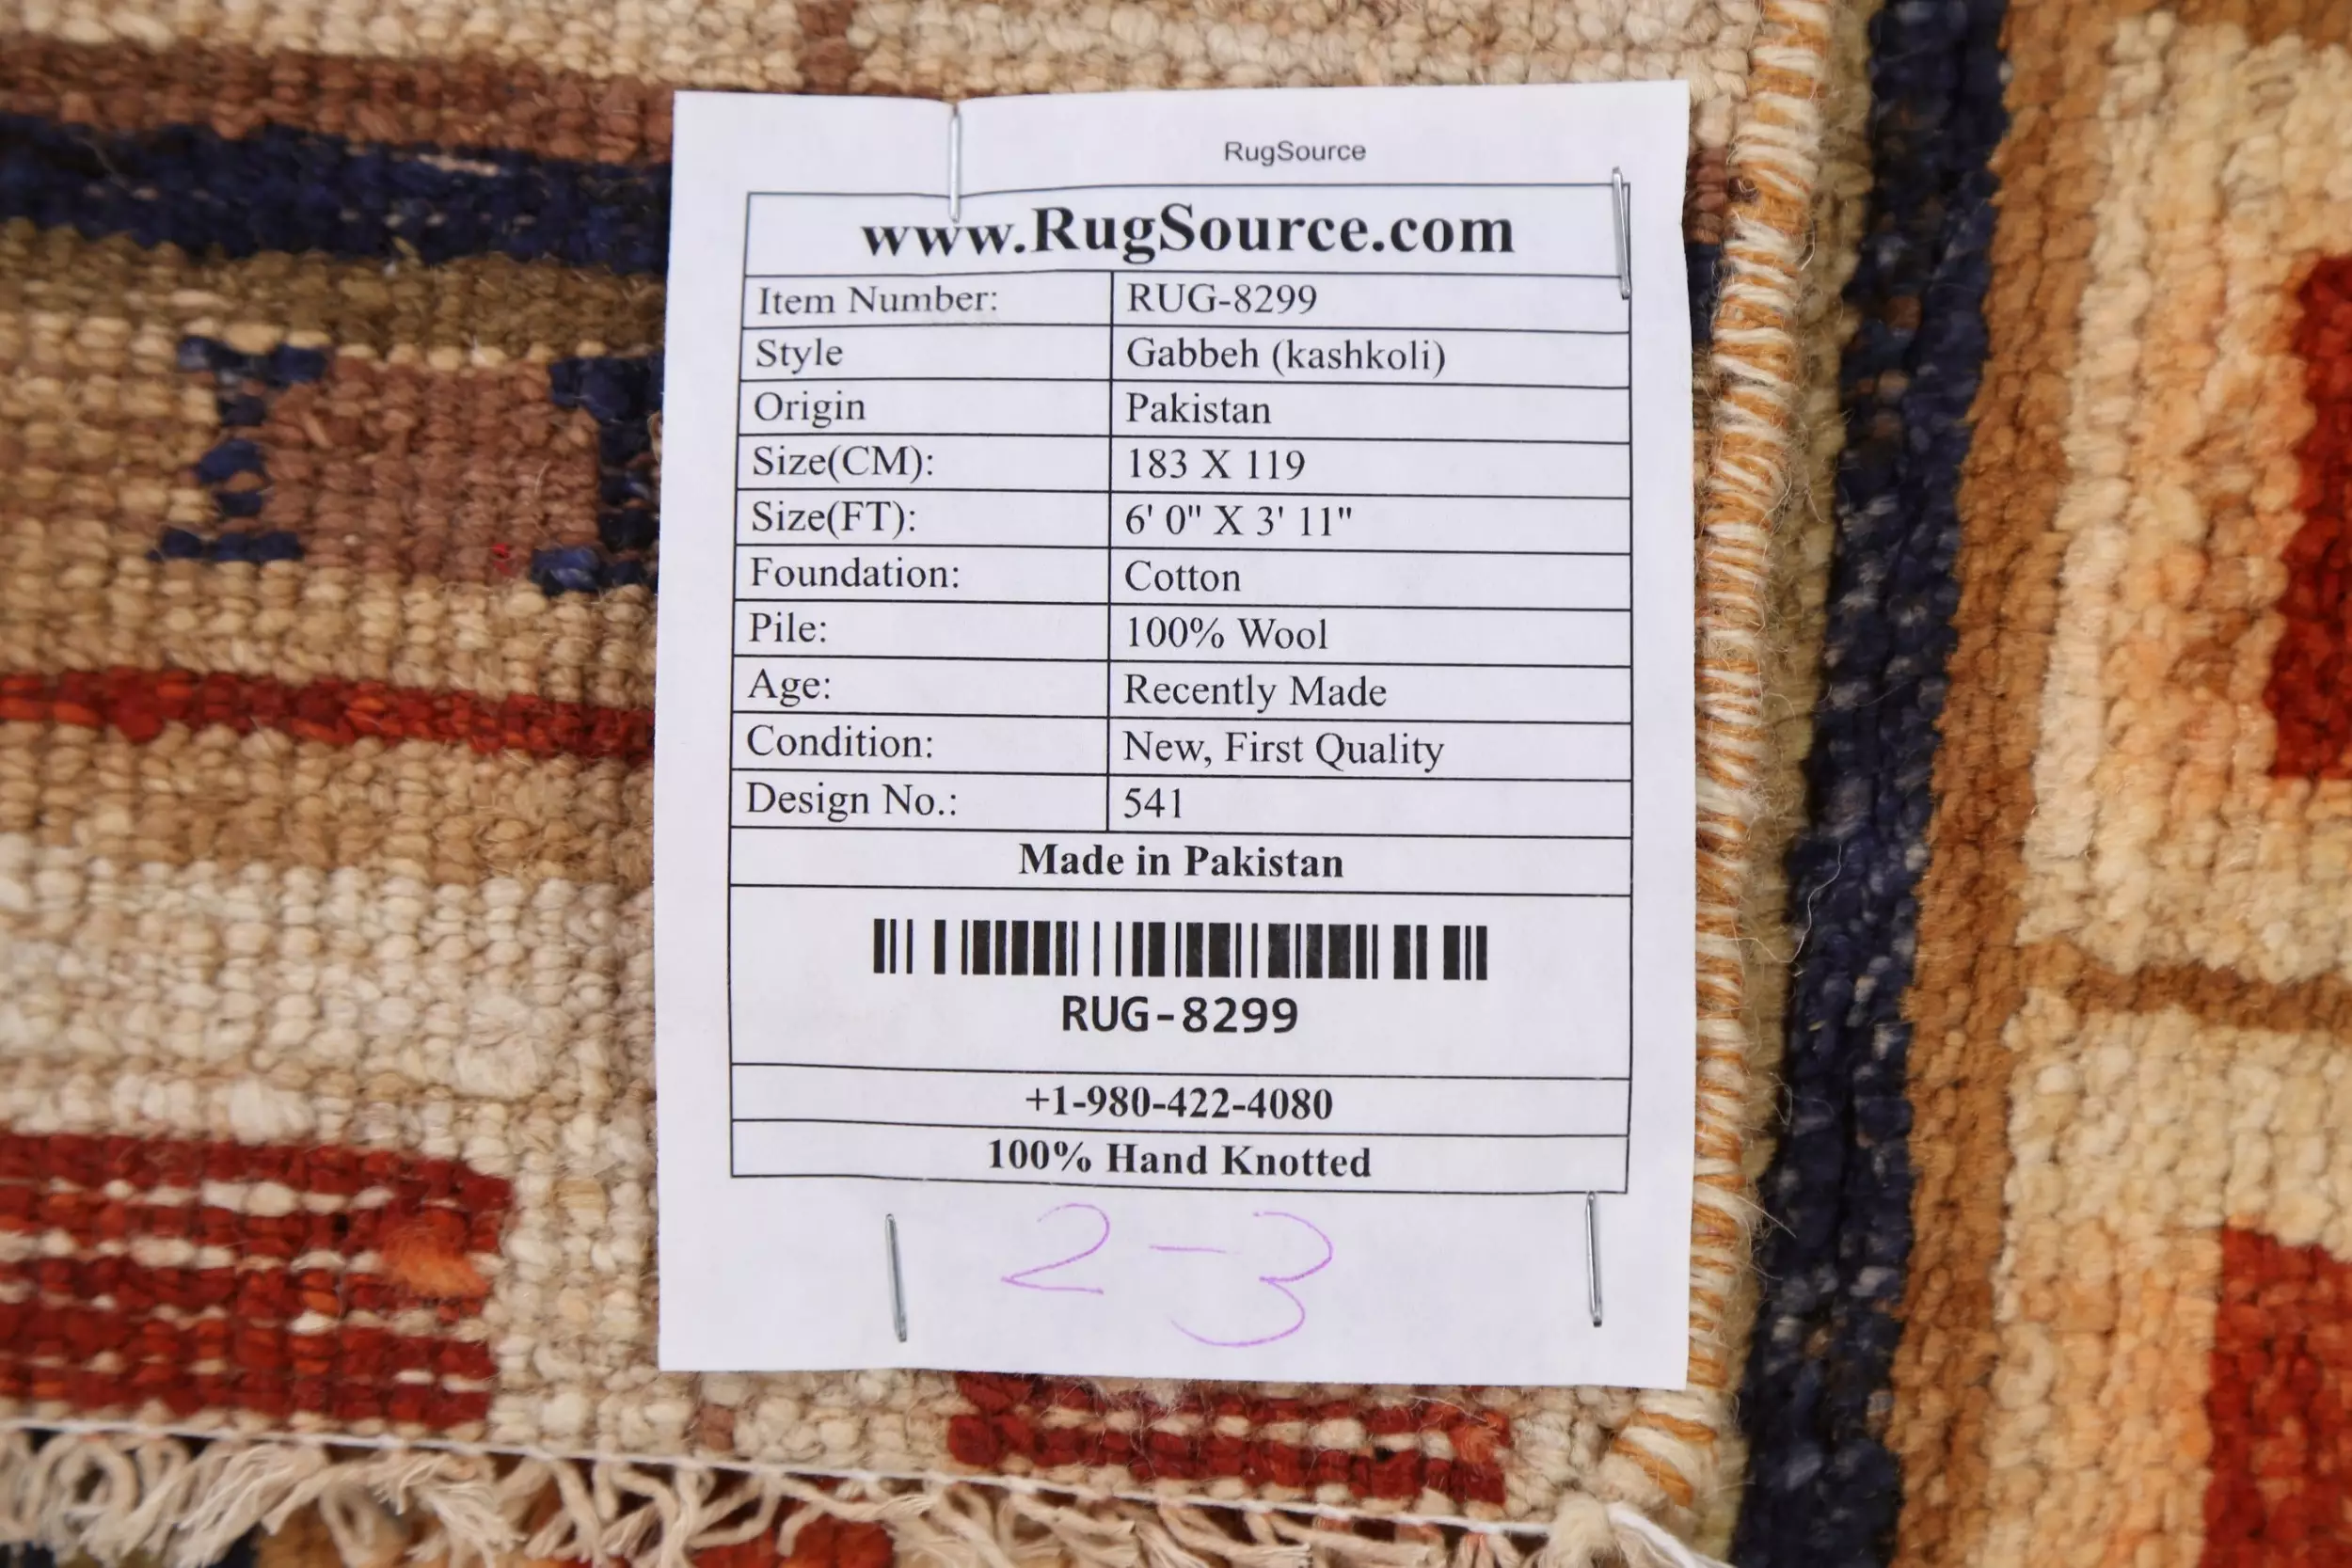 RugSource
www.RugSource.com
Item Number: RUG-8299
Style Gabbeh (kashkoli)
Origin Pakistan
Size(CM): 183 X 119
Size(FT): 6' 0" X 3' 11"
Foundation: Cotton
Pile: 100% Wool
Age: Recently Made
Condition: New, First Quality
Design No.: 541
Made in Pakistan
RUG-8299
+1-980-422-4080
100% Hand Knotted
2-3